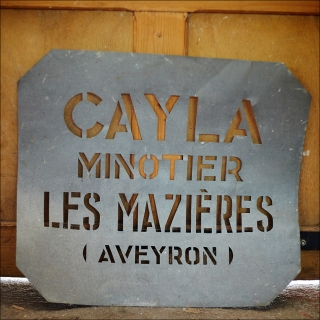 CAYLA
MINOTIER
LES MAZIÈRES
( AVEYRON )